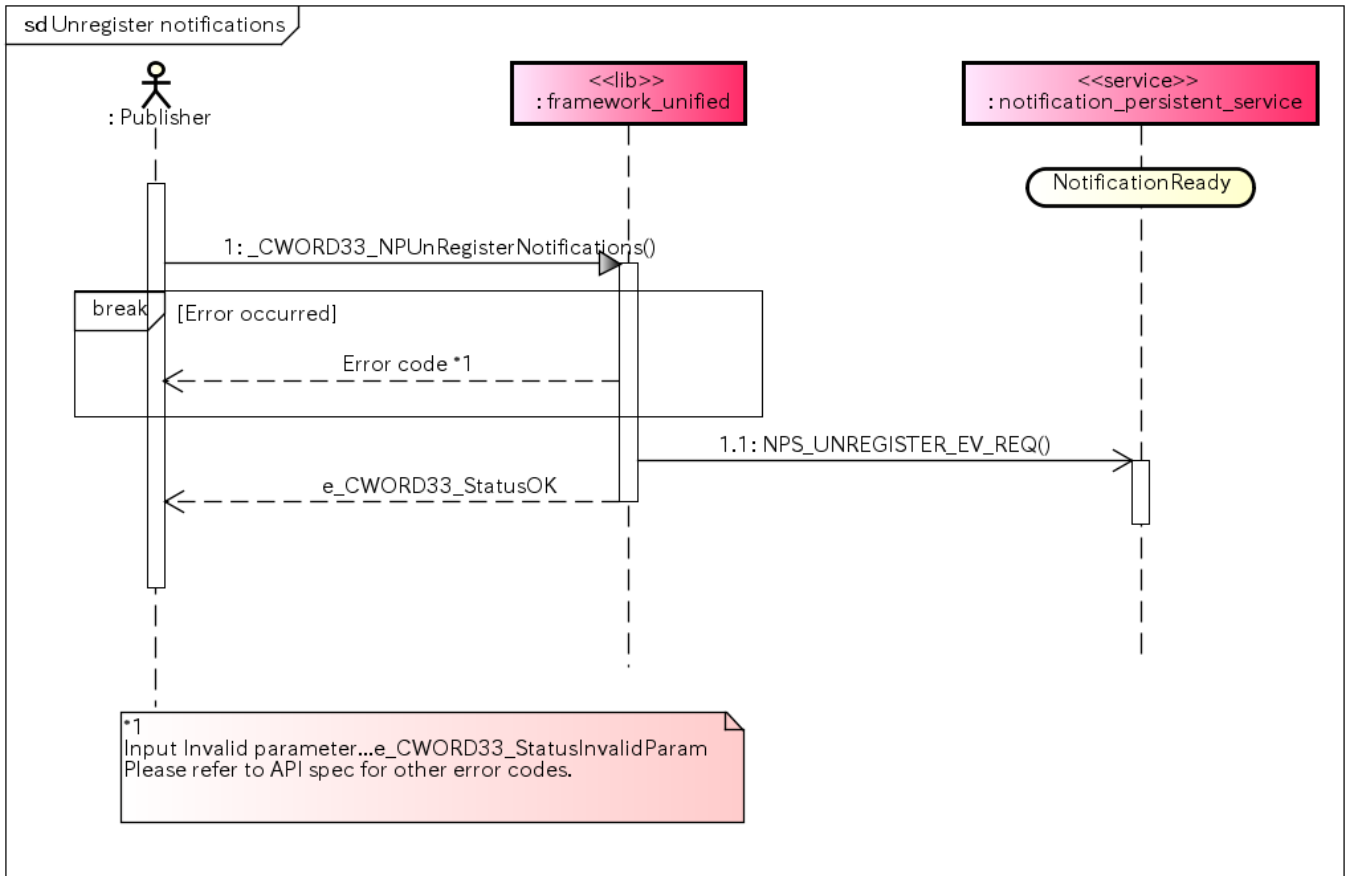 sd Unregister notifications
: Publisher
<<lib>>
: framework_unified
<<service>>
: notification_persistent_service
NotificationReady
1: _CWORD33_NPUnRegisterNotifications()
break
[Error occurred]
Error code *1
1.1: NPS_UNREGISTER_EV_REQ()
e_CWORD33_StatusOK
*1
Input Invalid parameter...e_CWORD33_StatusInvalidParam
Please refer to API spec for other error codes.